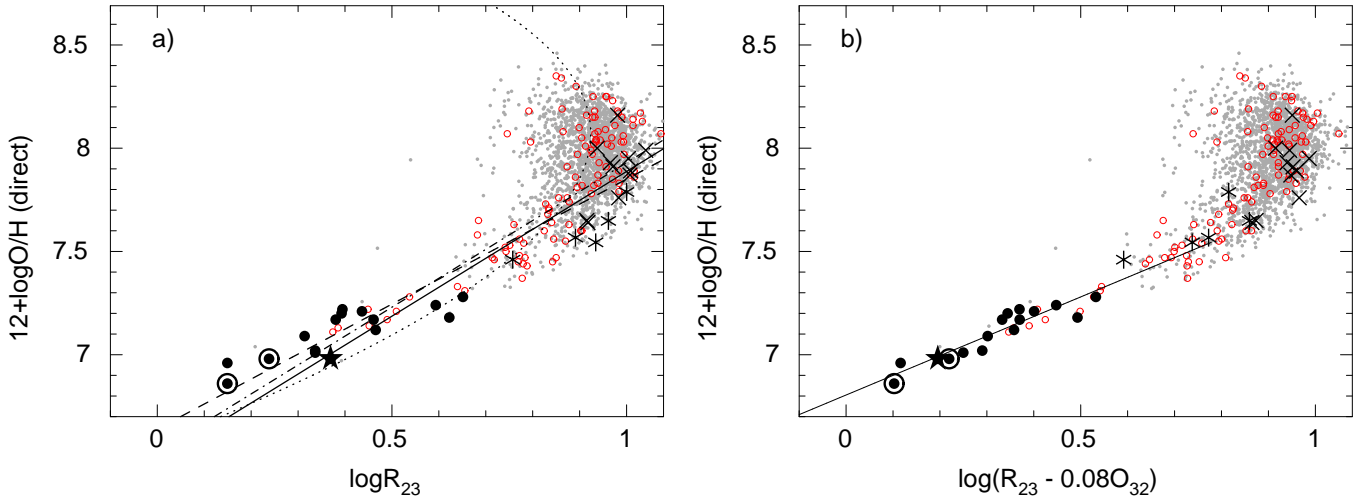 a)
8.5
8
7.5
7
12+logO/H (direct)
0
0.5
1
logR₂₃
b)
8.5
8
7.5
7
12+logO/H (direct)
0
0.5
1
log(R₂₃ - 0.08O₃₂)